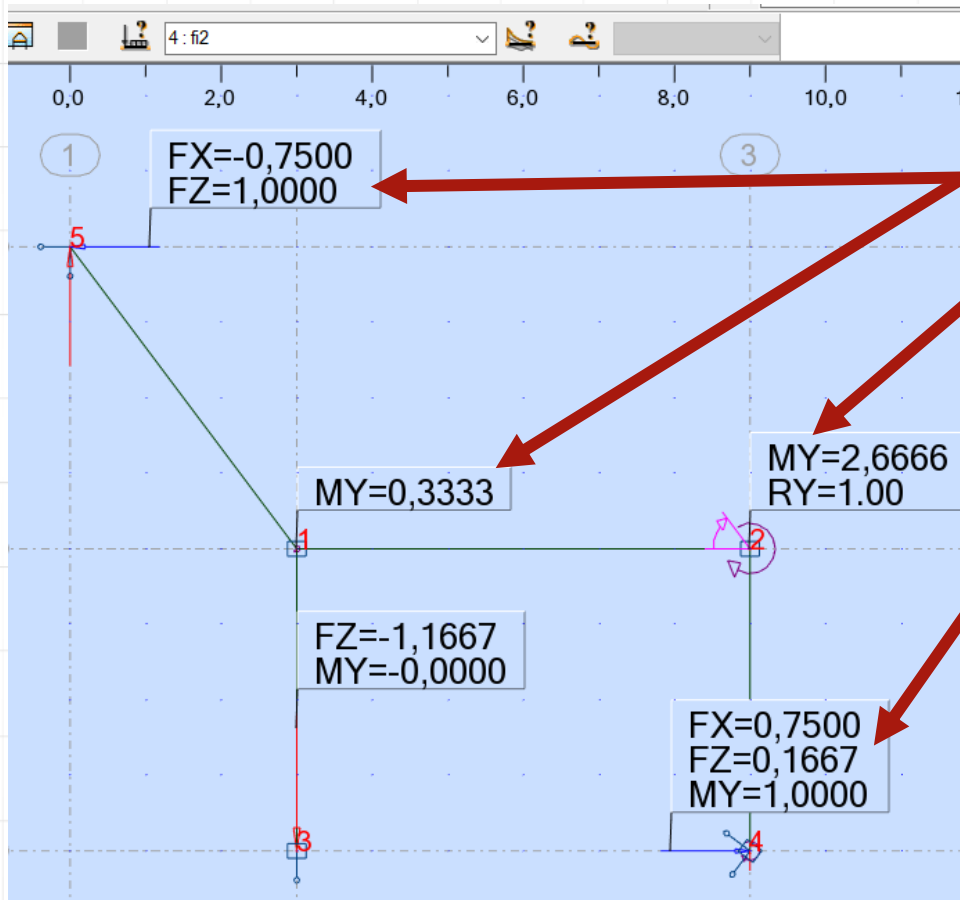 4 : fi2
0,0 2,0 4,0 6,0 8,0 10,0 1
1 3
FX=-0,7500
FZ=1,0000
5
MY=2,6666
RY=1.00
MY=0,3333
1 2
FZ=-1,1667
MY=-0,0000
FX=0,7500
FZ=0,1667
MY=1,0000
3 4